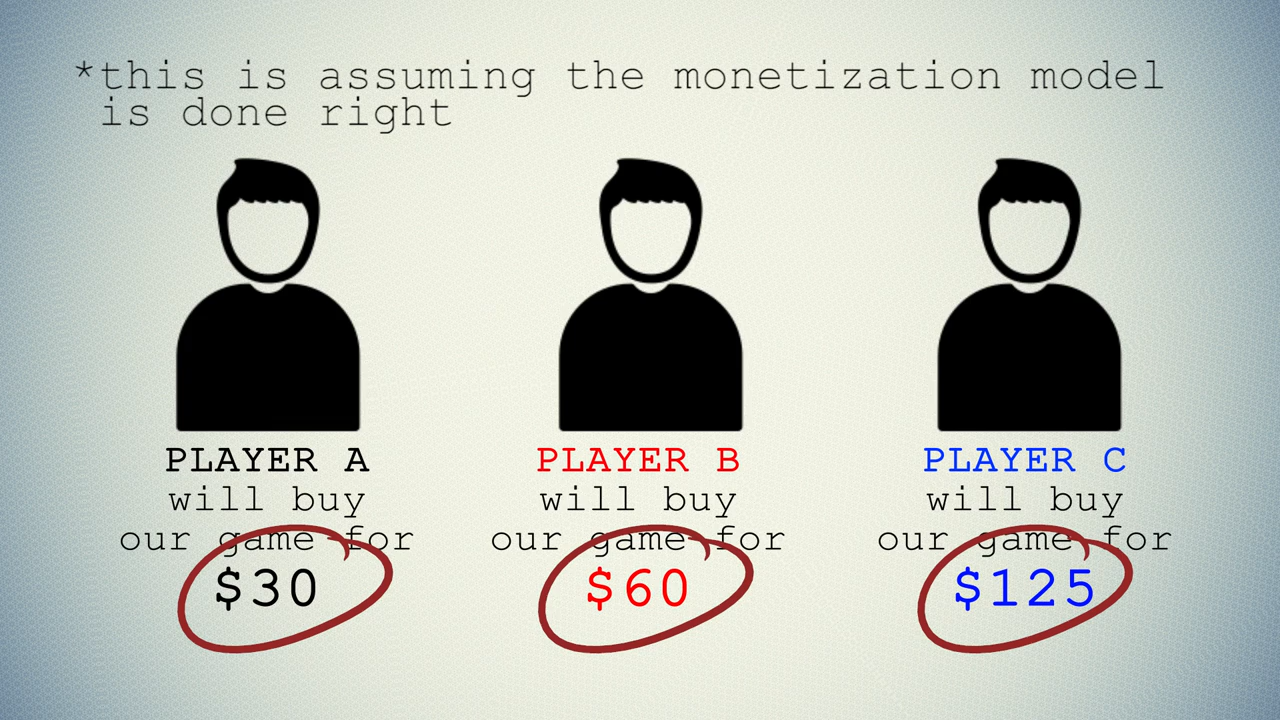 *this is assuming the monetization model
is done right
PLAYER A
will buy
our game for
$30
PLAYER B
will buy
our game for
$60
PLAYER C
will buy
our game for
$125